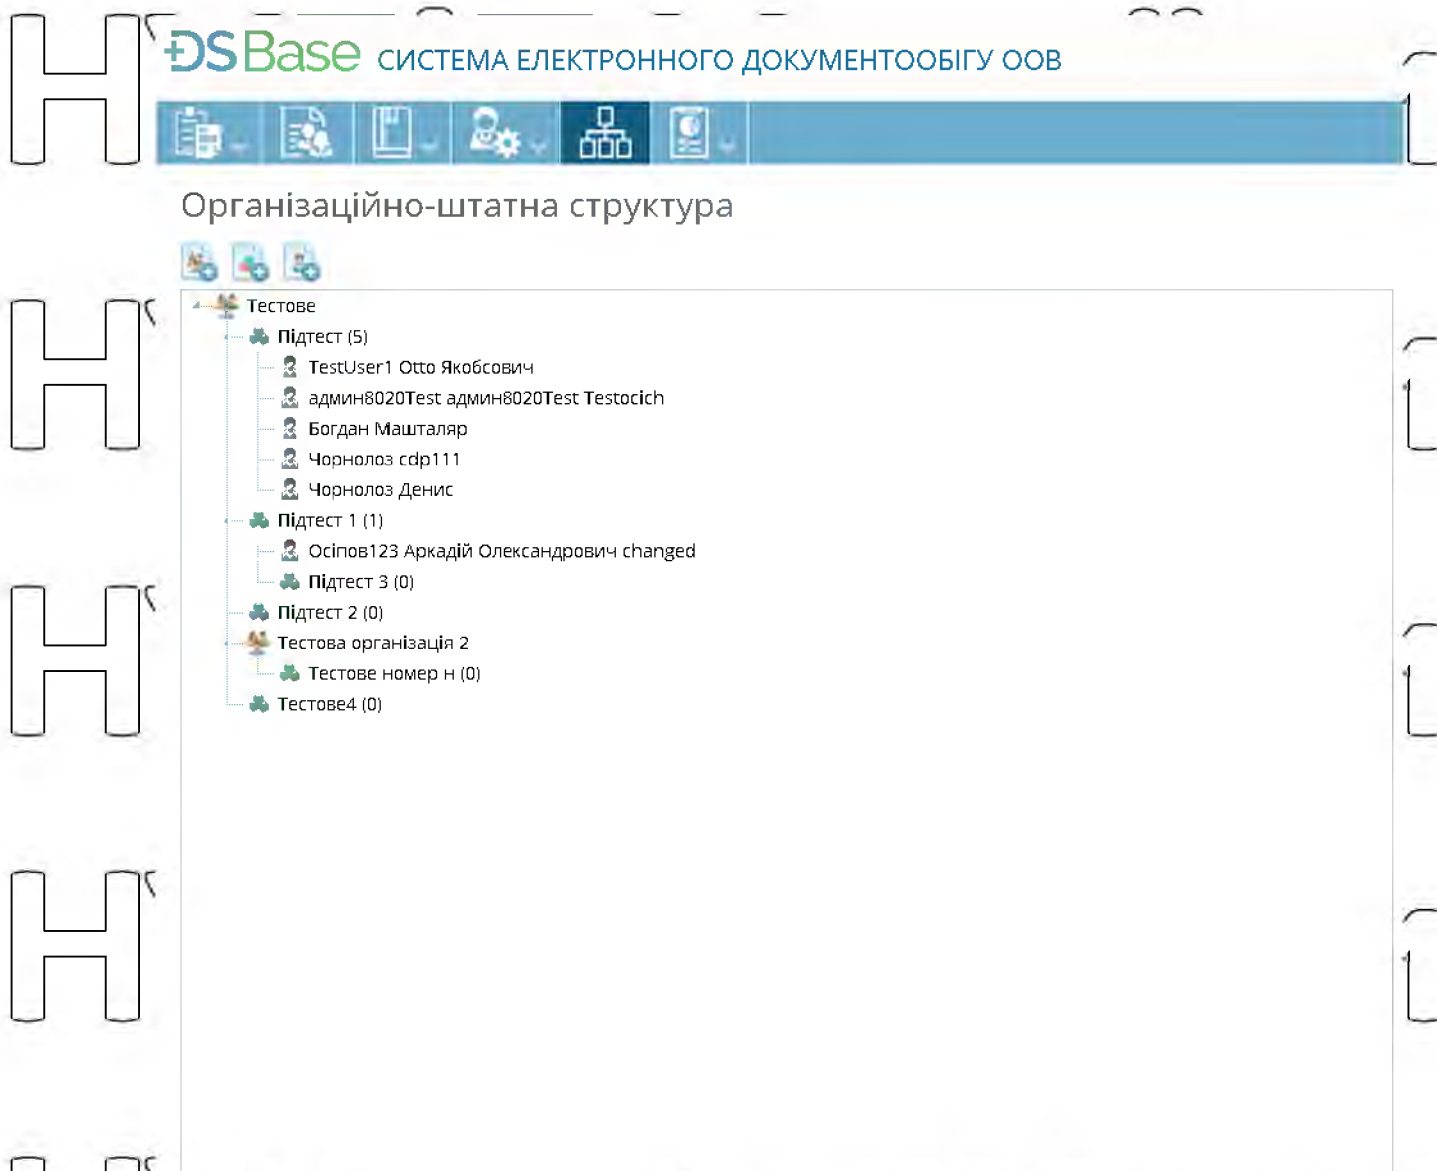 DSBase СИСТЕМА ЕЛЕКТРОННОГО ДОКУМЕНТООБІГУ ООВ
Організаційно-штатна структура
Тестове
Підтест (5)
TestUser1 Otto Якобсович
админ8020Test админ8020Test Testocich
Богдан Машталяр
Чорнолоз cdp111
Чорнолоз Денис
Підтест 1 (1)
Осіпов123 Аркадій Олександрович changed
Підтест 3 (0)
Підтест 2 (0)
Тестова організація 2
Тестове номер н (0)
Тестове4 (0)